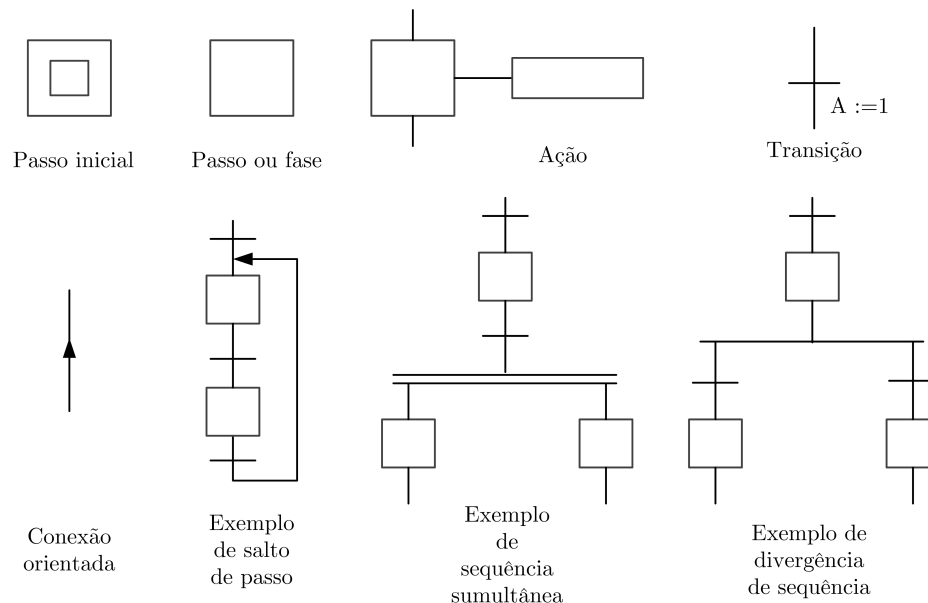 Passo inicial
Passo ou fase
Ação
A :=1
Transição
Conexão
orientada
Exemplo
de salto
de passo
Exemplo
de
sequência
sumultânea
Exemplo de
divergência
de sequência